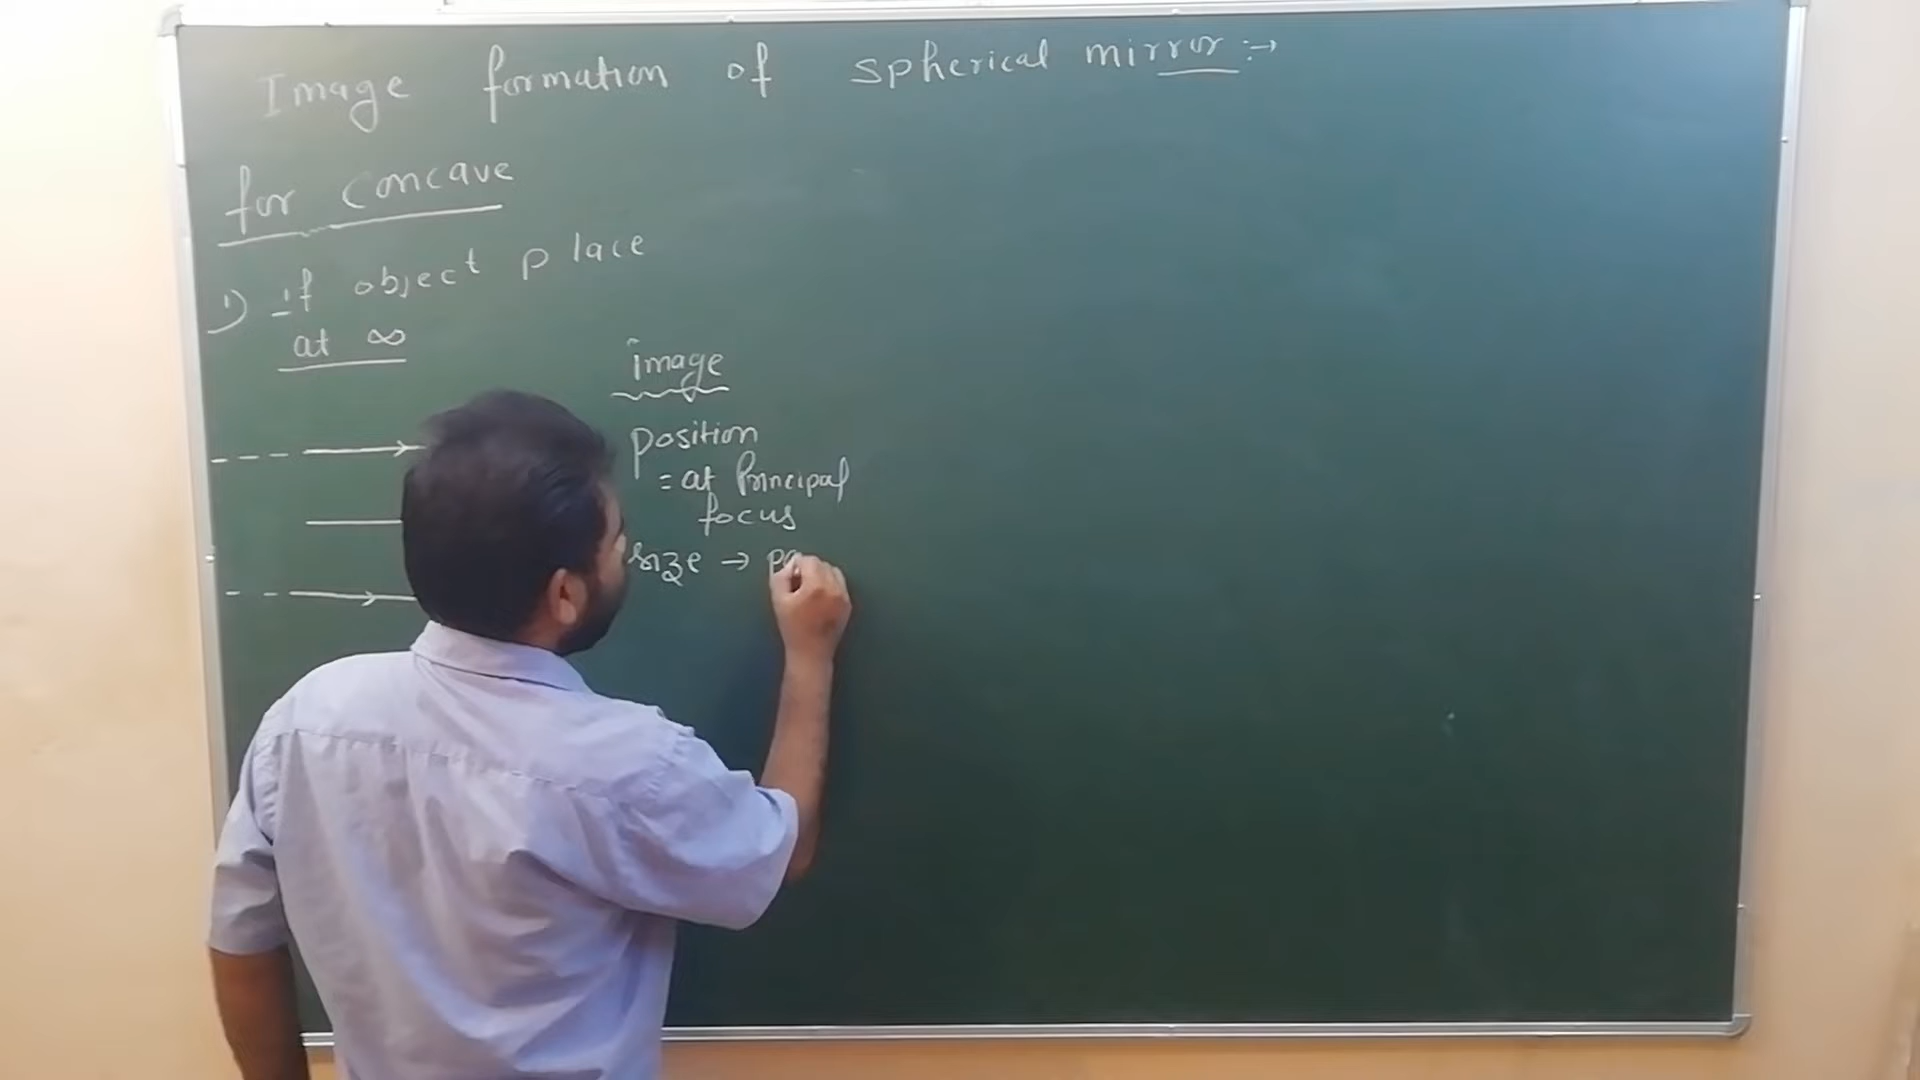 Image formation of spherical mirror :→
for concave
1) if object place
at ∞
image
position
= at Principal
focus
size →